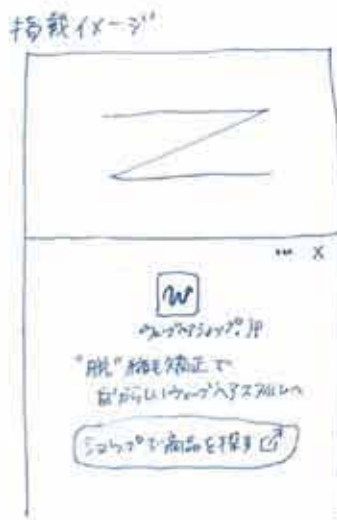 掲載イメージ
Z
... X
W
ウェーブヘアショップ.JP
"脱"縮毛矯正で
自分らしいウェーブヘアスタイルへ
ショップで商品を探す